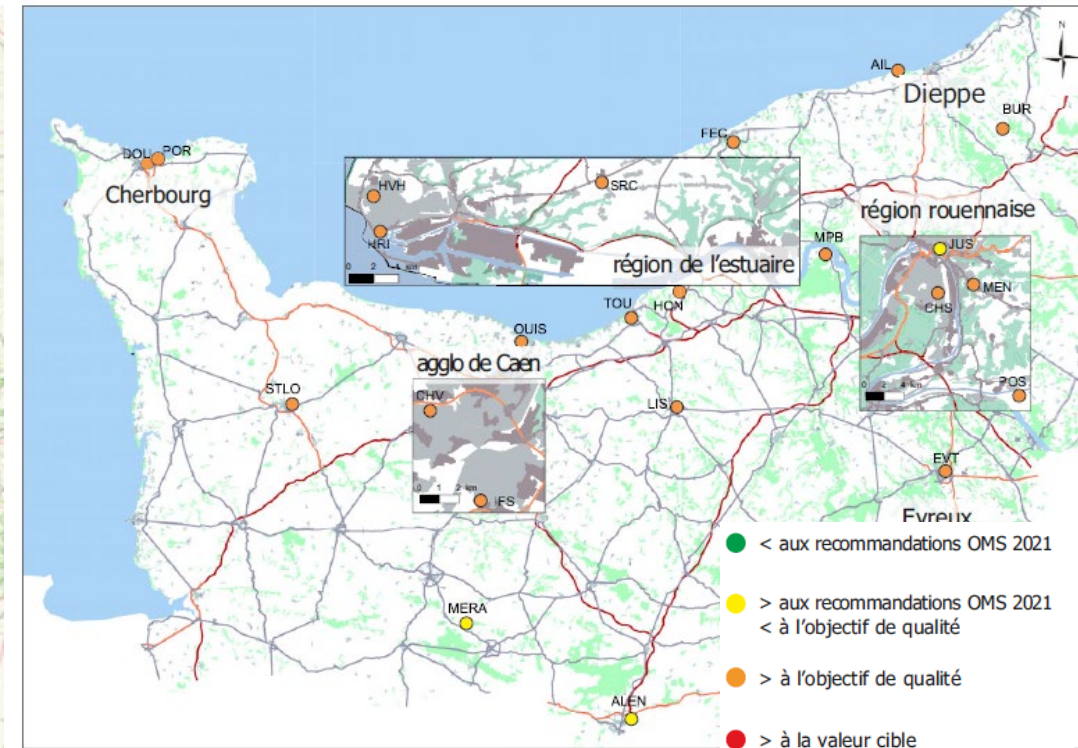 N
AIL
Dieppe
BUR
FEC
DOU
POR
Cherbourg
HVH
SRC
HRI
0 2 4 km
région de l'estuaire
région rouennaise
MPB
JUS
MEN
CHS
0 2 4 km
POS
TOU
HON
OUIS
agglo de Caen
CHV
0 1 2 km
IFS
STLO
LIS
EVT
Evreux
MERA
ALEN
< aux recommandations OMS 2021
> aux recommandations OMS 2021
< à l'objectif de qualité
> à l'objectif de qualité
> à la valeur cible